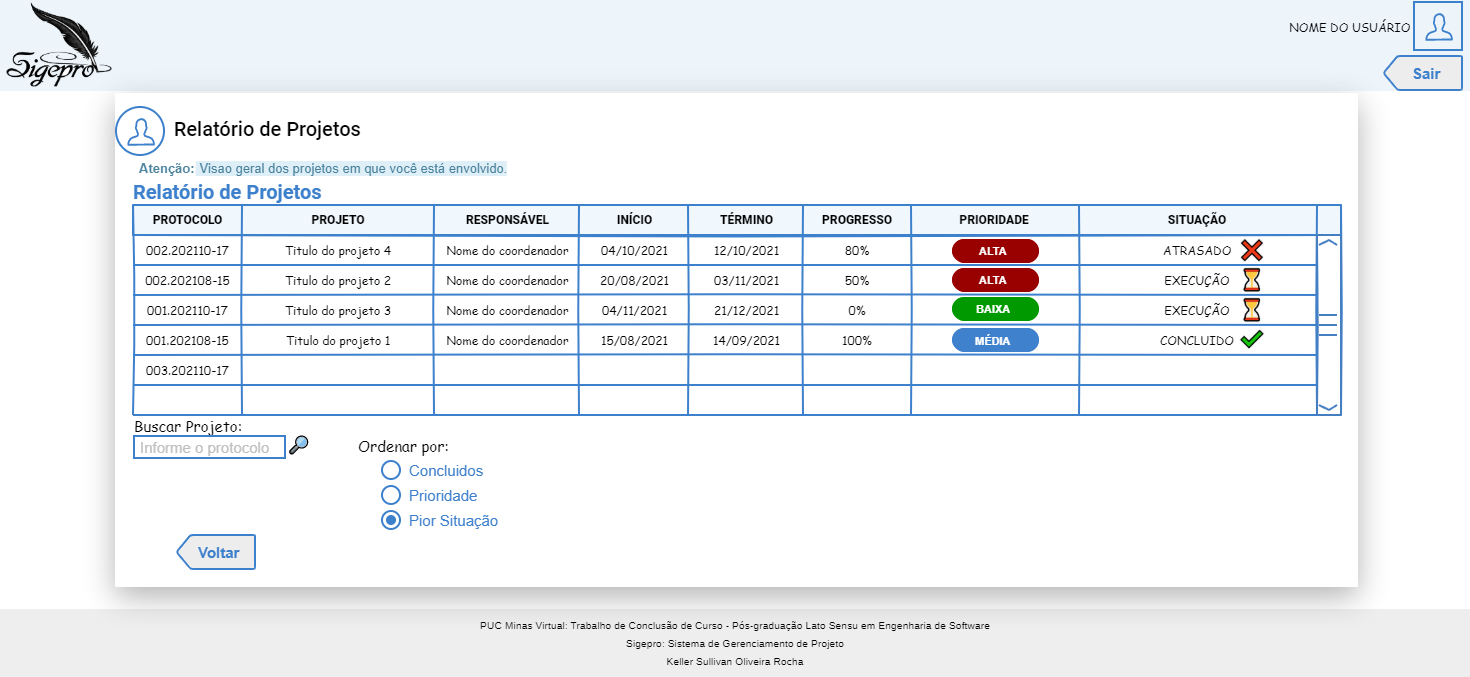 Sigepro
NOME DO USUÁRIO
Sair
Relatório de Projetos
Atenção: Visao geral dos projetos em que você está envolvido.
Relatório de Projetos
PROTOCOLO PROJETO RESPONSÁVEL INÍCIO TÉRMINO PROGRESSO PRIORIDADE SITUAÇÃO
002.202110-17 Titulo do projeto 4 Nome do coordenador 04/10/2021 12/10/2021 80% ALTA ATRASADO
002.202108-15 Titulo do projeto 2 Nome do coordenador 20/08/2021 03/11/2021 50% ALTA EXECUÇÃO
001.202110-17 Titulo do projeto 3 Nome do coordenador 04/11/2021 21/12/2021 0% BAIXA EXECUÇÃO
001.202108-15 Titulo do projeto 1 Nome do coordenador 15/08/2021 14/09/2021 100% MÉDIA CONCLUIDO
003.202110-17
Buscar Projeto:
Informe o protocolo
Ordenar por:
Concluidos
Prioridade
Pior Situação
Voltar
PUC Minas Virtual: Trabalho de Conclusão de Curso - Pós-graduação Lato Sensu em Engenharia de Software
Sigepro: Sistema de Gerenciamento de Projeto
Keller Sullivan Oliveira Rocha